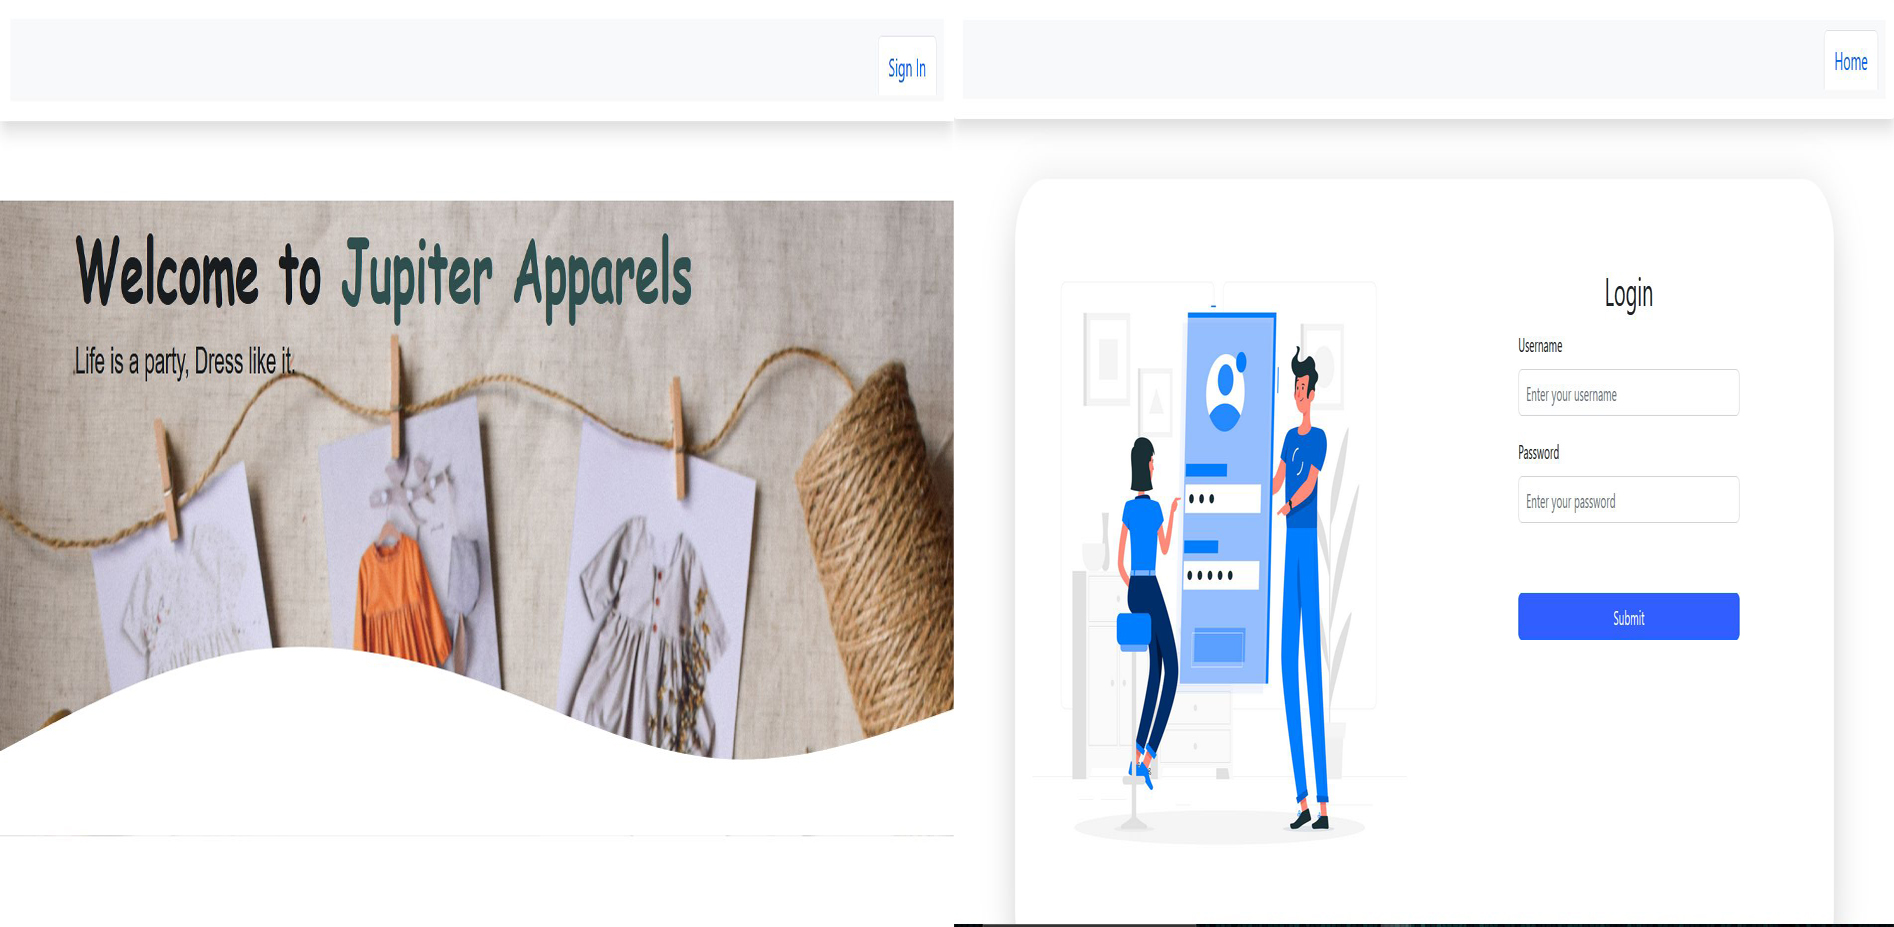 Sign In
Welcome to Jupiter Apparels
Life is a party, Dress like it.
Home
Login
Username
Enter your username
Password
Enter your password
Submit